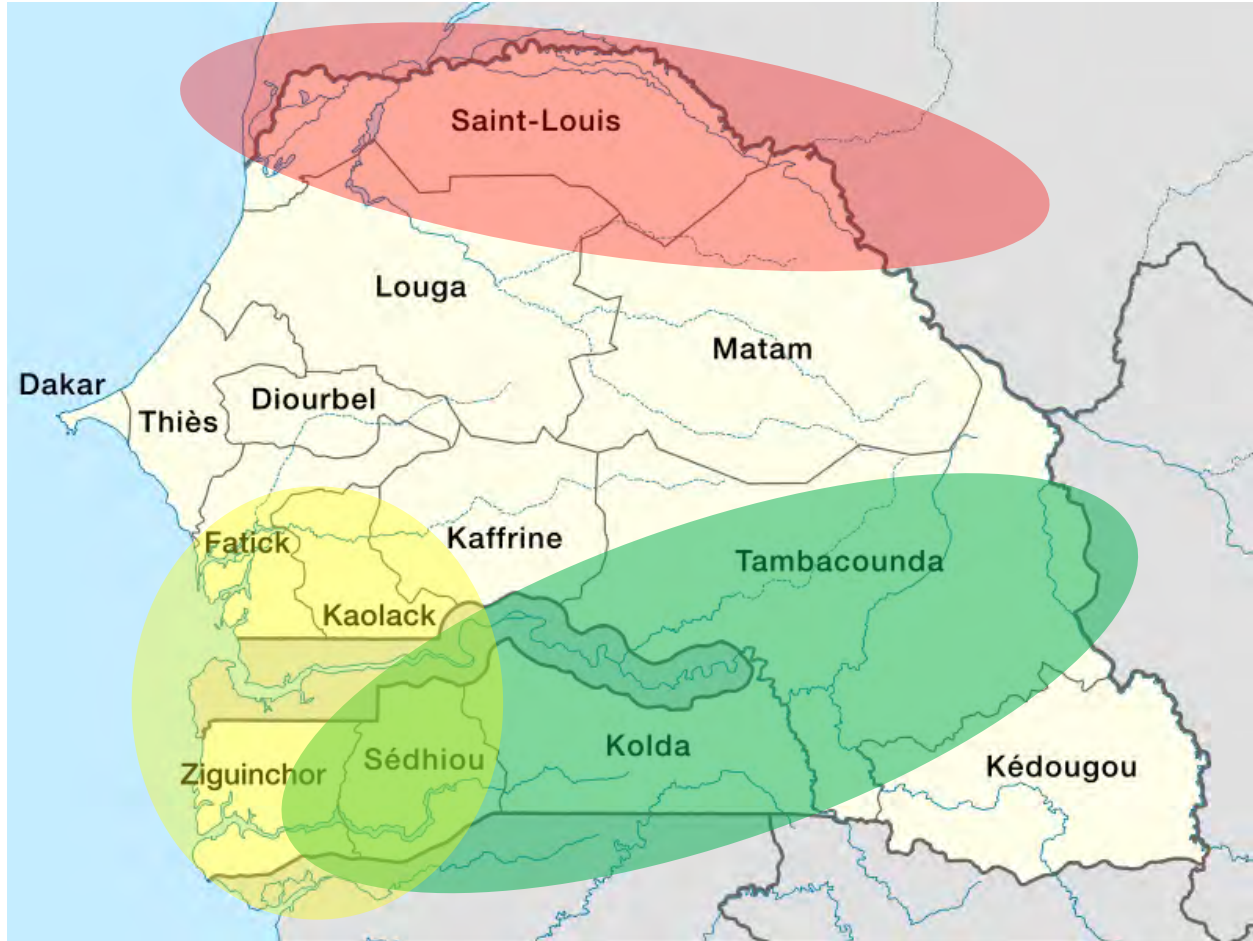 Saint-Louis
Louga
Matam
Dakar
Diourbel
Thiès
Kaffrine
Fatick
Tambacounda
Kaolack
Kolda
Sédhiou
Ziguinchor
Kédougou